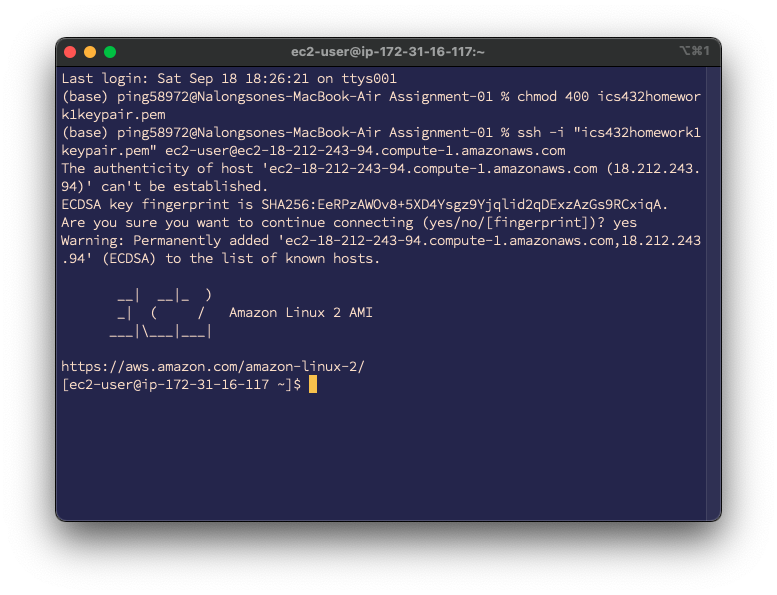 ec2-user@ip-172-31-16-117:~
⌥⌘1
Last login: Sat Sep 18 18:26:21 on ttys001
(base) ping58972@Nalongsones-MacBook-Air Assignment-01 % chmod 400 ics432homewor
k1keypair.pem
(base) ping58972@Nalongsones-MacBook-Air Assignment-01 % ssh -i "ics432homework1
keypair.pem" ec2-user@ec2-18-212-243-94.compute-1.amazonaws.com
The authenticity of host 'ec2-18-212-243-94.compute-1.amazonaws.com (18.212.243.
94)' can't be established.
ECDSA key fingerprint is SHA256:EeRPzAWOv8+5XD4Ysgz9Yjqlid2qDExzAzGs9RCxiqA.
Are you sure you want to continue connecting (yes/no/[fingerprint])? yes
Warning: Permanently added 'ec2-18-212-243-94.compute-1.amazonaws.com,18.212.243
.94' (ECDSA) to the list of known hosts.
       __|  __|_  )
       _|  (     /   Amazon Linux 2 AMI
      ___|\___|___|
https://aws.amazon.com/amazon-linux-2/
[ec2-user@ip-172-31-16-117 ~]$